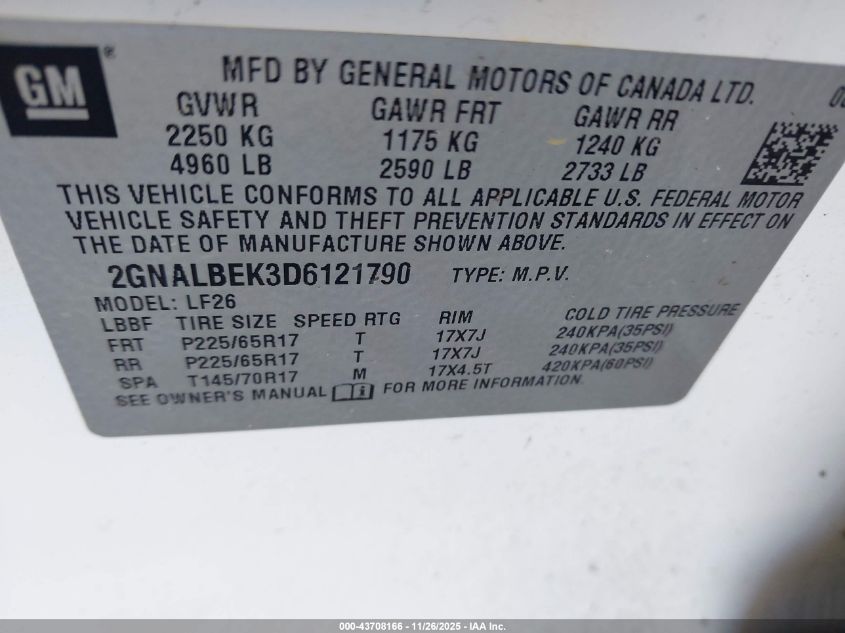 GM®
MFD BY GENERAL MOTORS OF CANADA LTD.
GVWR GAWR FRT GAWR RR
2250 KG 1175 KG 1240 KG
4960 LB 2590 LB 2733 LB
THIS VEHICLE CONFORMS TO ALL APPLICABLE U.S. FEDERAL MOTOR
VEHICLE SAFETY AND THEFT PREVENTION STANDARDS IN EFFECT ON
THE DATE OF MANUFACTURE SHOWN ABOVE.
2GNALBEK3D6121790 TYPE: M.P.V.
MODEL: LF26
LBBF TIRE SIZE SPEED RTG RIM COLD TIRE PRESSURE
FRT P225/65R17 T 17X7J 240KPA(35PSI)
RR P225/65R17 T 17X7J 240KPA(35PSI)
SPA T145/70R17 M 17X4.5T 420KPA(60PSI)
SEE OWNER'S MANUAL FOR MORE INFORMATION.
000-43708166 - 11/26/2025 - IAA Inc.